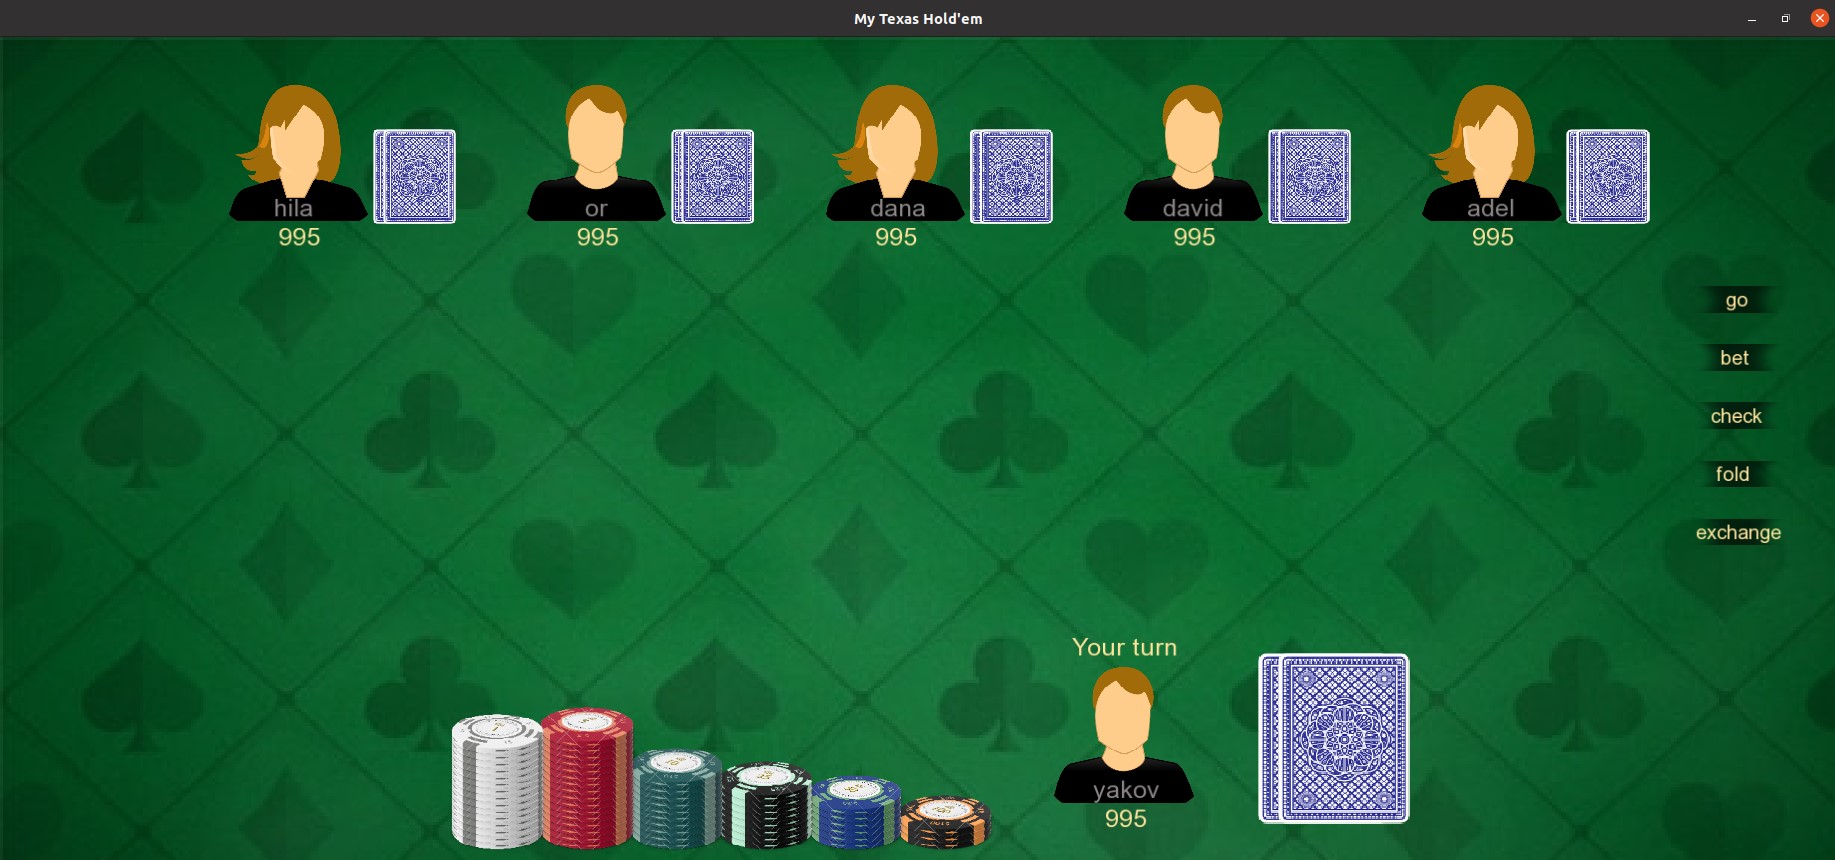 My Texas Hold'em
hila
995
or
995
dana
995
david
995
adel
995
go
bet
check
fold
exchange
Your turn
yakov
995